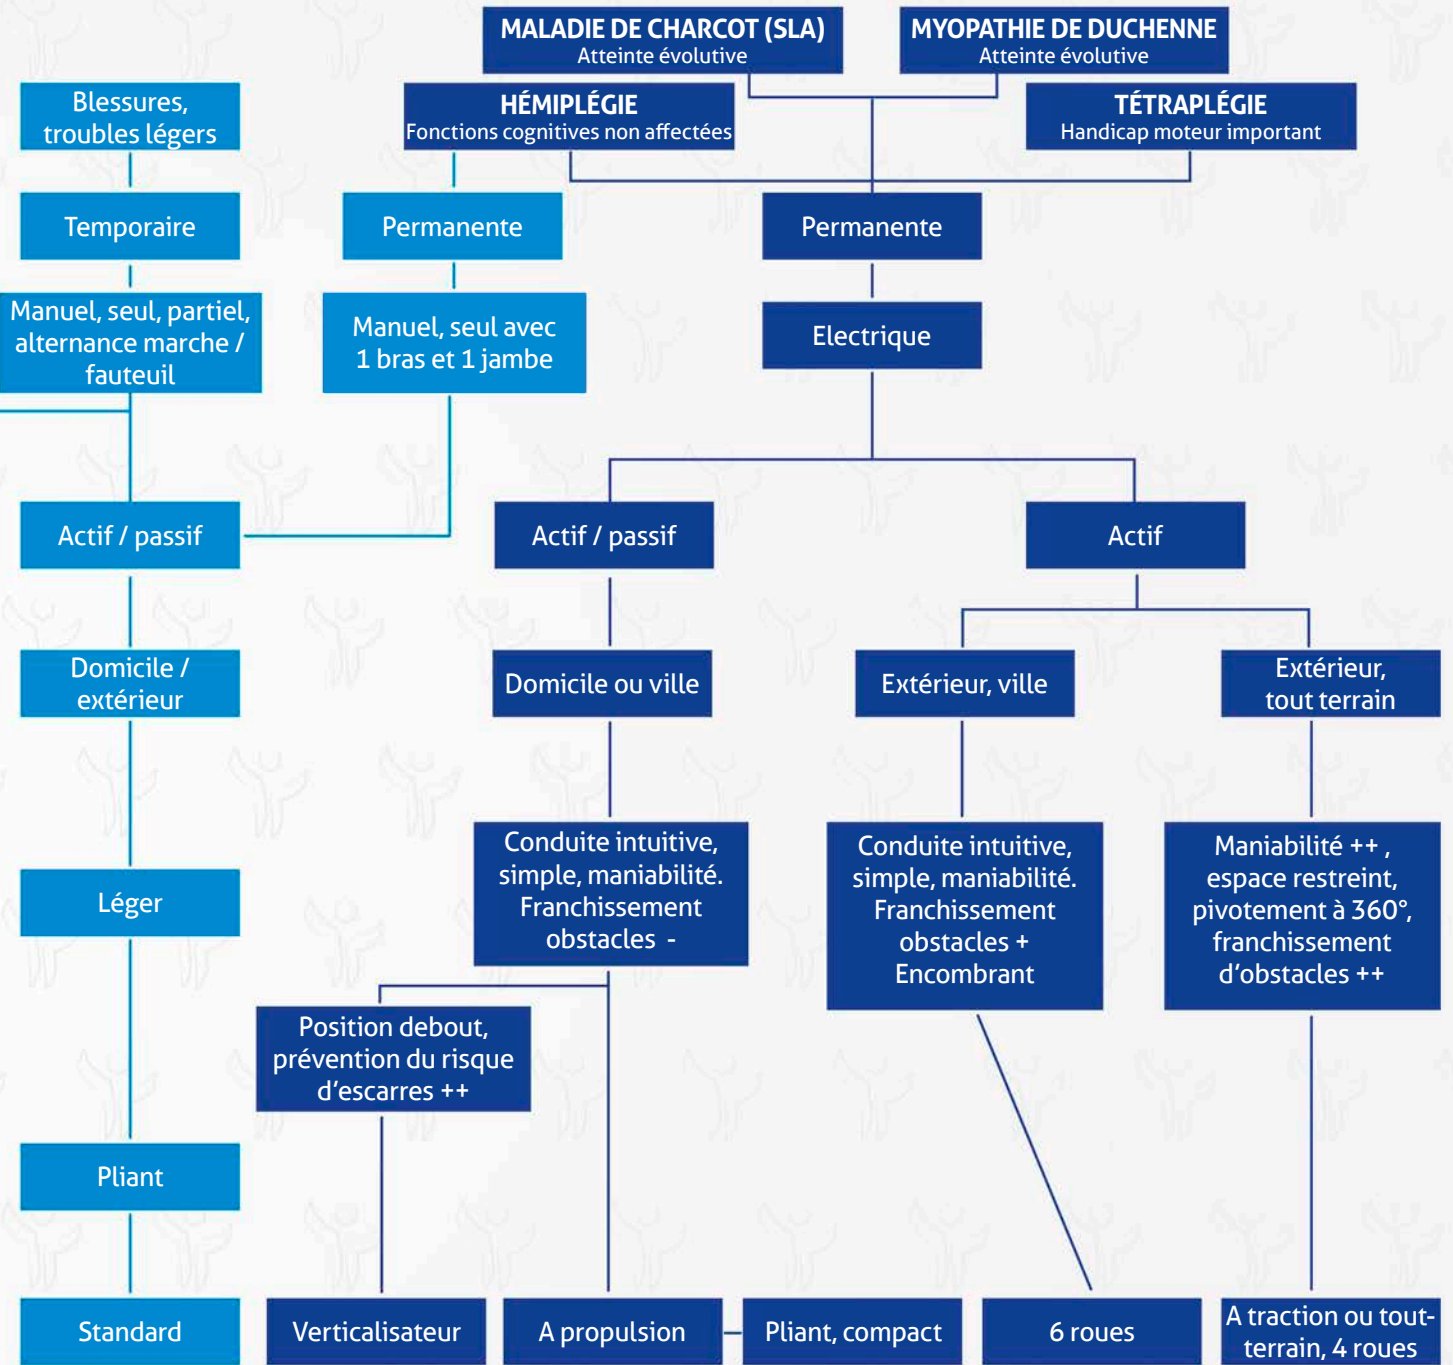 MALADIE DE CHARCOT (SLA)
Atteinte évolutive
MYOPATHIE DE DUCHENNE
Atteinte évolutive
Blessures,
troubles légers
HÉMIPLÉGIE
Fonctions cognitives non affectées
TÉTRAPLÉGIE
Handicap moteur important
Temporaire
Permanente
Permanente
Manuel, seul, partiel,
alternance marche /
fauteuil
Manuel, seul avec
1 bras et 1 jambe
Electrique
Actif / passif
Actif / passif
Actif
Domicile /
extérieur
Domicile ou ville
Extérieur, ville
Extérieur,
tout terrain
Léger
Conduite intuitive,
simple, maniabilité.
Franchissement
obstacles -
Conduite intuitive,
simple, maniabilité.
Franchissement
obstacles +
Encombrant
Maniabilité ++ ,
espace restreint,
pivotement à 360°,
franchissement
d'obstacles ++
Position debout,
prévention du risque
d'escarres ++
Pliant
Standard
Verticalisateur
A propulsion
Pliant, compact
6 roues
A traction ou tout-
terrain, 4 roues